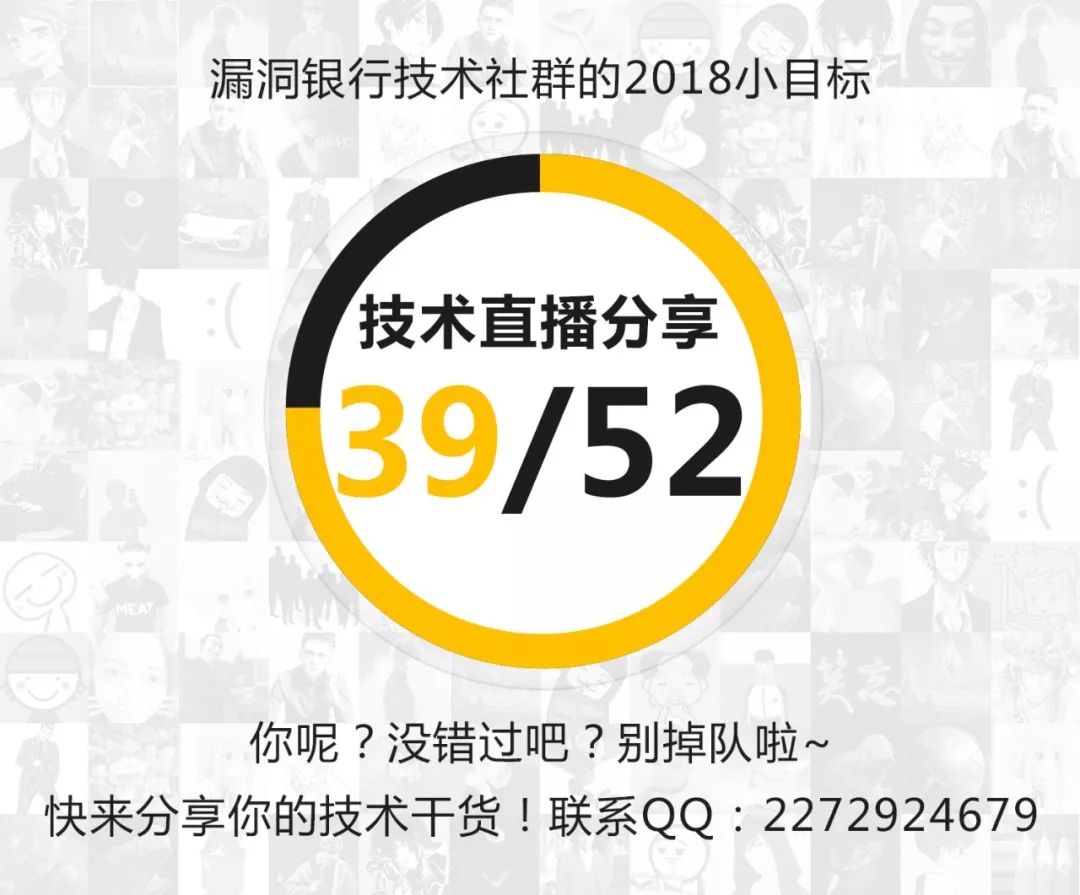 漏洞银行技术社群的2018小目标
技术直播分享
39/52
MEAT
你呢？没错过吧？别掉队啦~
快来分享你的技术干货！联系QQ：2272924679